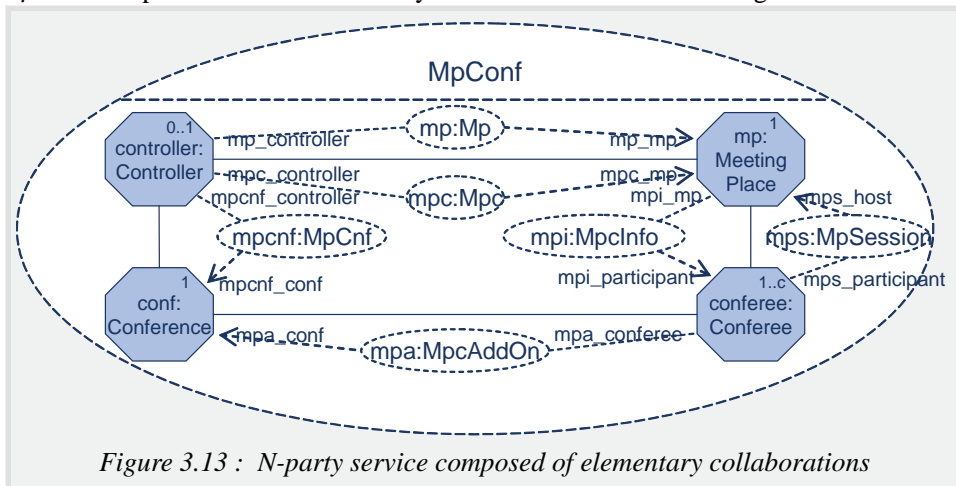 MpConf
0..1
controller:
Controller
mp_controller
mp:Mp
mp_mp
1
mp:
Meeting
Place
mpc_controller
mpc:Mpc
mpc_mp
mpcnf_controller
mpi_mp
mps_host
mpcnf:MpCnf
mpi:MpcInfo
mps:MpSession
mpcnf_conf
mpi_participant
mps_participant
1
conf:
Conference
1..c
conferee:
Conferee
mpa_conf
mpa:MpcAddOn
mpa_conferee
Figure 3.13 : N-party service composed of elementary collaborations